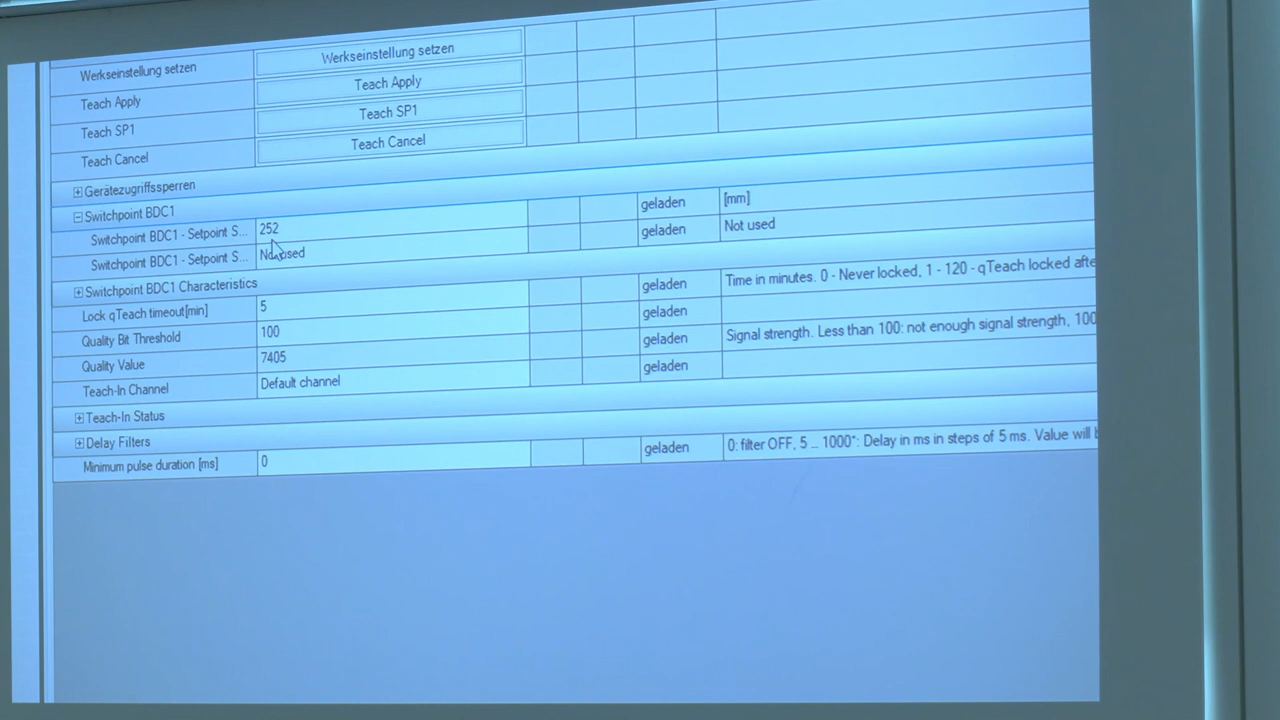 Werkseinstellung setzen Werkseinstellung setzen
Teach Apply Teach Apply
Teach SP1 Teach SP1
Teach Cancel Teach Cancel
Gerätezugriffssperren
Switchpoint BDC1
Switchpoint BDC1 - Setpoint S... 252 geladen [mm]
Switchpoint BDC1 - Setpoint S... Not used geladen Not used
Switchpoint BDC1 Characteristics
Lock qTeach timeout[min] 5 geladen Time in minutes. 0 - Never locked, 1 - 120 - qTeach locked afte
Quality Bit Threshold 100 geladen
Quality Value 7405 geladen Signal strength. Less than 100: not enough signal strength, 100
Teach-In Channel Default channel geladen
Teach-In Status
Delay Filters
Minimum pulse duration [ms] 0 geladen 0: filter OFF, 5 ... 1000*: Delay in ms in steps of 5 ms. Value will